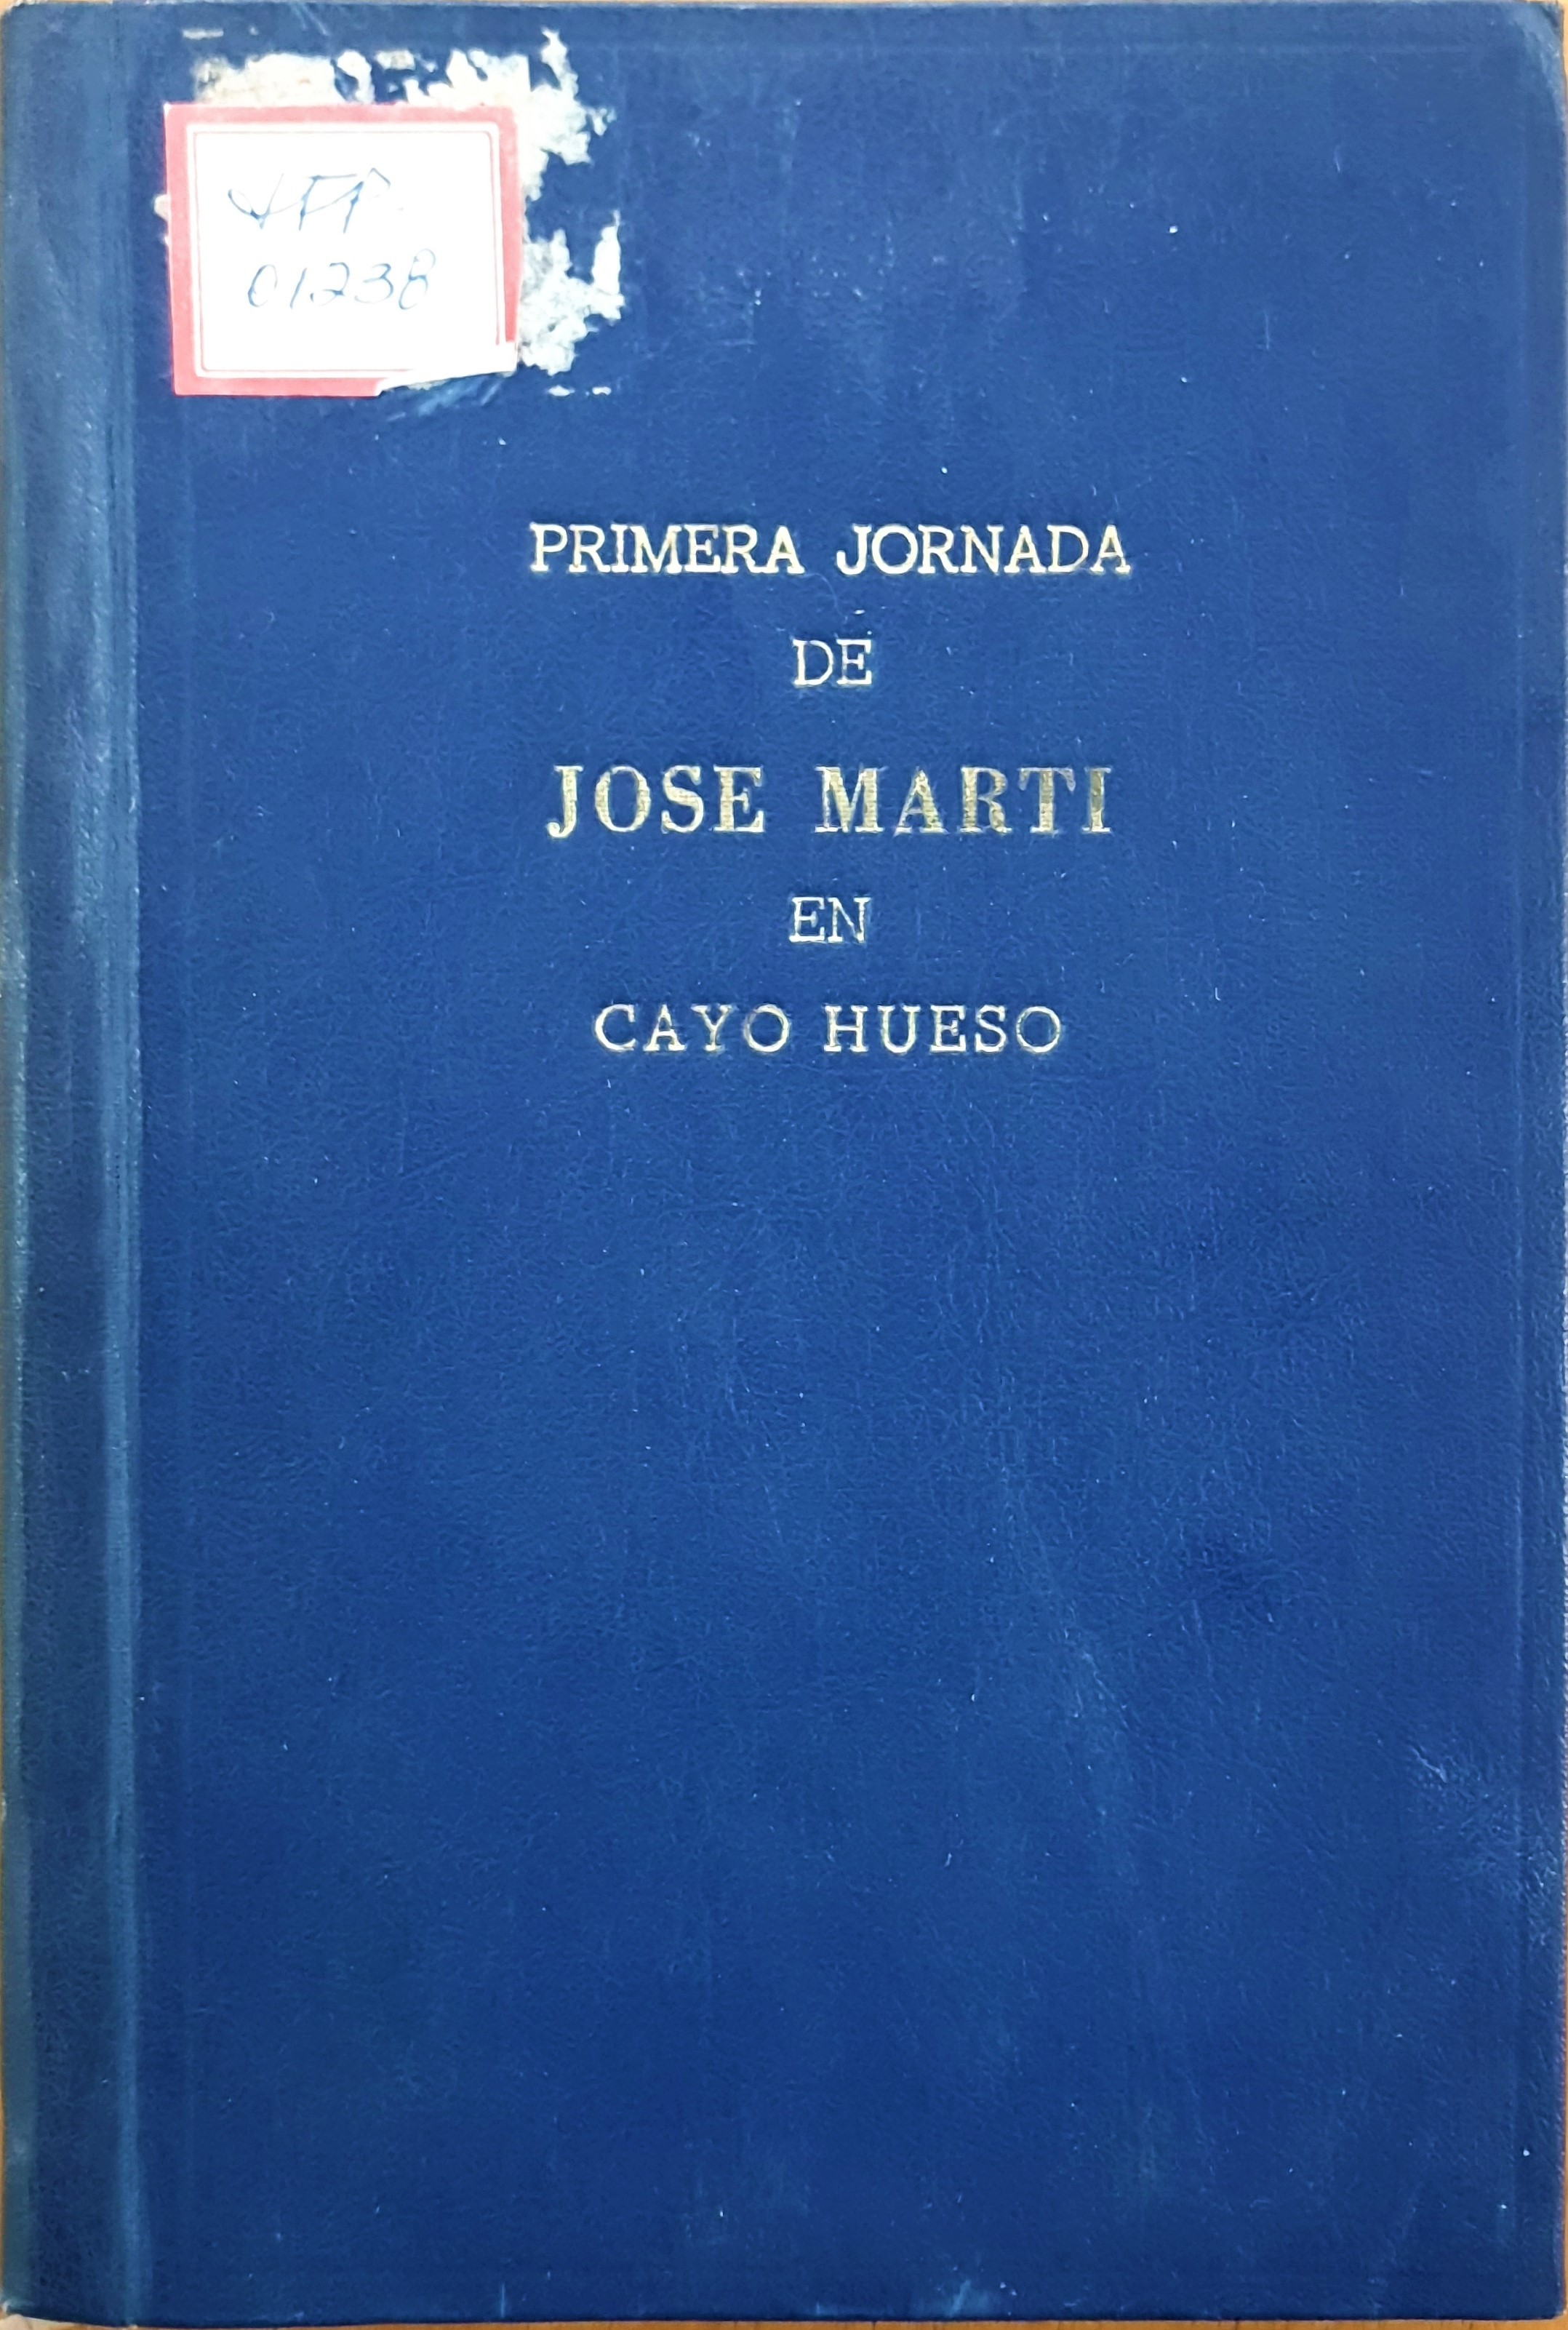 01238
PRIMERA JORNADA
DE
JOSE MARTI
EN
CAYO HUESO